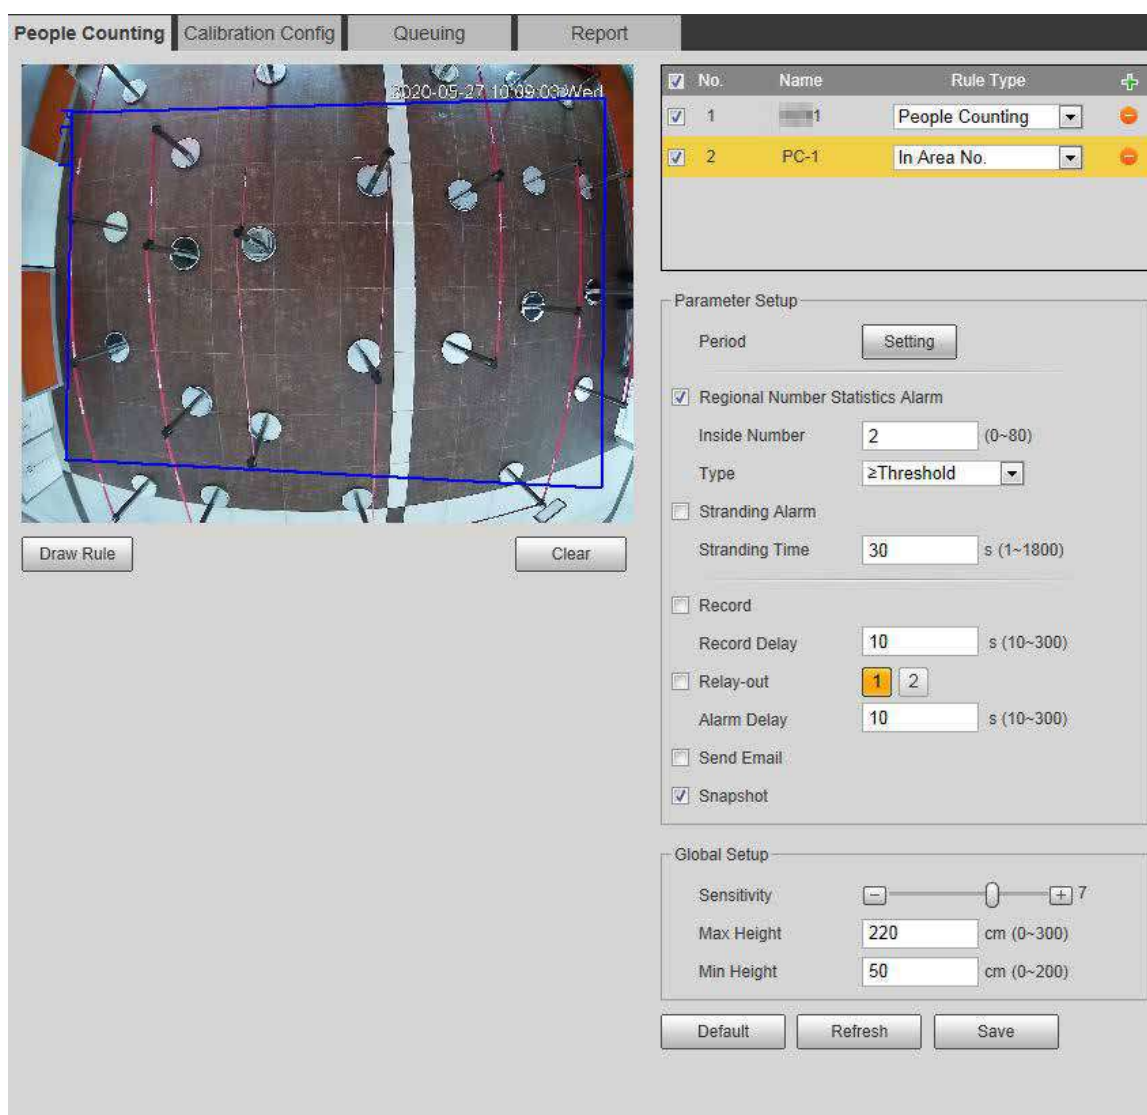 People Counting Calibration Config Queuing Report
2020-05-27 10:09:03 Wed
No. Name Rule Type
1 1 People Counting
2 PC-1 In Area No.
Parameter Setup
Period Setting
Regional Number Statistics Alarm
Inside Number 2 (0~80)
Type ≥Threshold
Stranding Alarm
Stranding Time 30 s (1~1800)
Record
Record Delay 10 s (10~300)
Relay-out 1 2
Alarm Delay 10 s (10~300)
Send Email
Snapshot
Draw Rule Clear
Global Setup
Sensitivity 7
Max Height 220 cm (0~300)
Min Height 50 cm (0~200)
Default Refresh Save